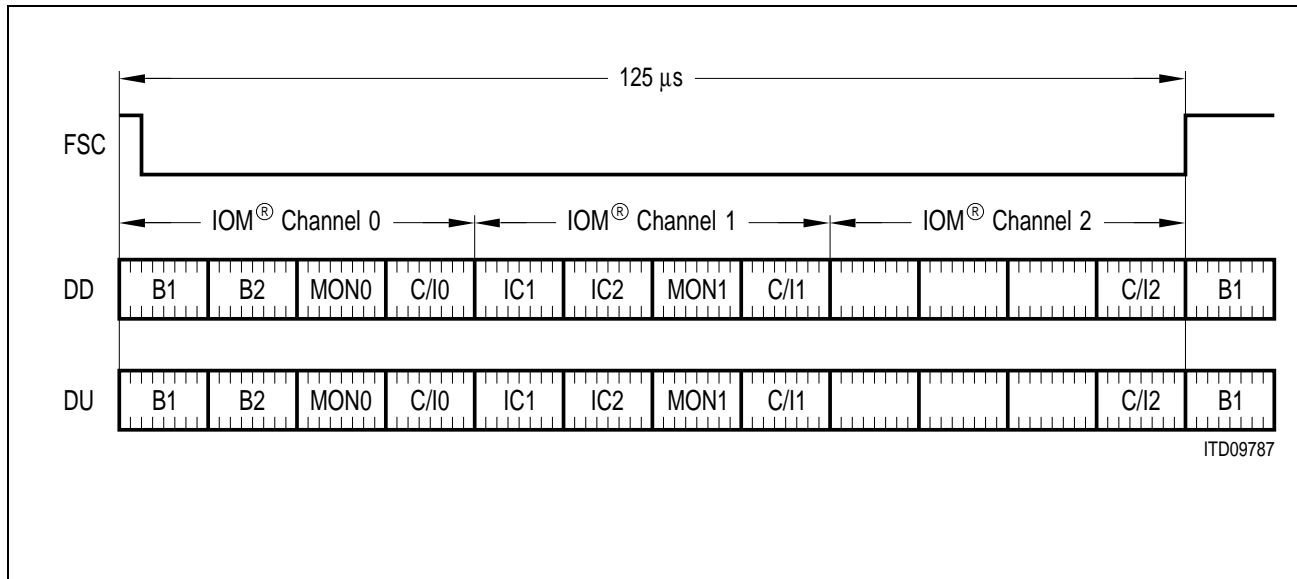 125 µs
FSC
IOM® Channel 0 IOM® Channel 1 IOM® Channel 2
DD B1 B2 MON0 C/I0 IC1 IC2 MON1 C/I1 C/I2 B1
DU B1 B2 MON0 C/I0 IC1 IC2 MON1 C/I1 C/I2 B1
ITD09787